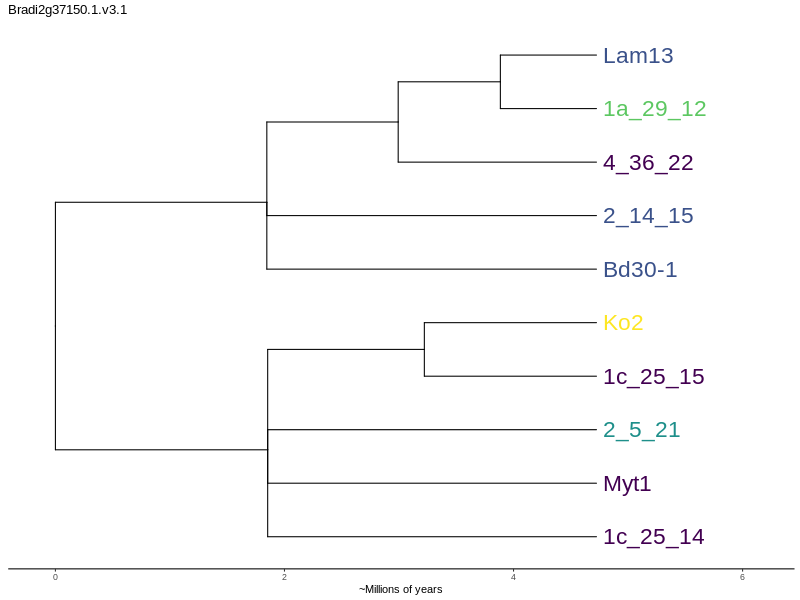 Bradi2g37150.1.v3.1
Lam13
1a_29_12
4_36_22
2_14_15
Bd30-1
Ko2
1c_25_15
2_5_21
Myt1
1c_25_14
0 2 4 6
~Millions of years